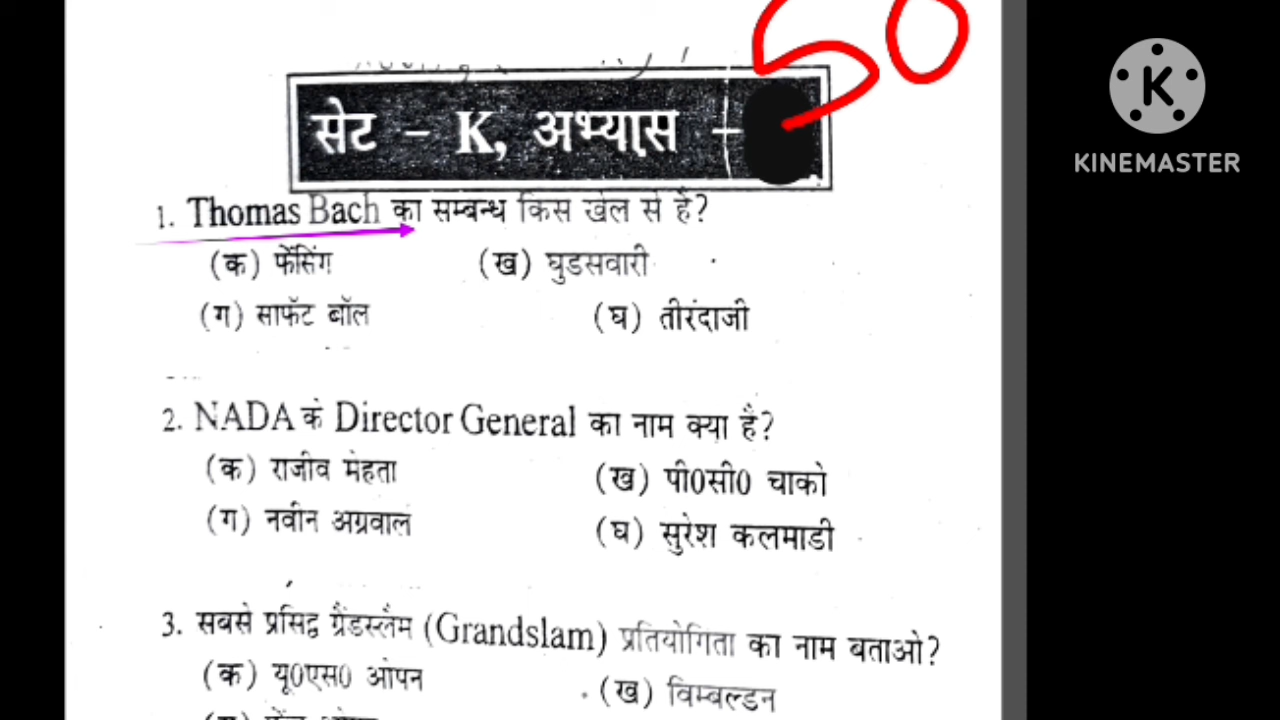 50
सेट - K, अभ्यास -
K
KINEMASTER
1. Thomas Bach का सम्बन्ध किस खेल से है?
(क) फेंसिंग (ख) घुडसवारी
(ग) साफॅट बॉल (घ) तीरंदाजी
2. NADA के Director General का नाम क्या है?
(क) राजीव मेहता (ख) पी0सी0 चाको
(ग) नवीन अग्रवाल (घ) सुरेश कलमाडी
3. सबसे प्रसिद्व ग्रैंडस्लैम (Grandslam) प्रतियोगिता का नाम बताओ?
(क) यू0एस0 ओपन (ख) विम्बल्डन